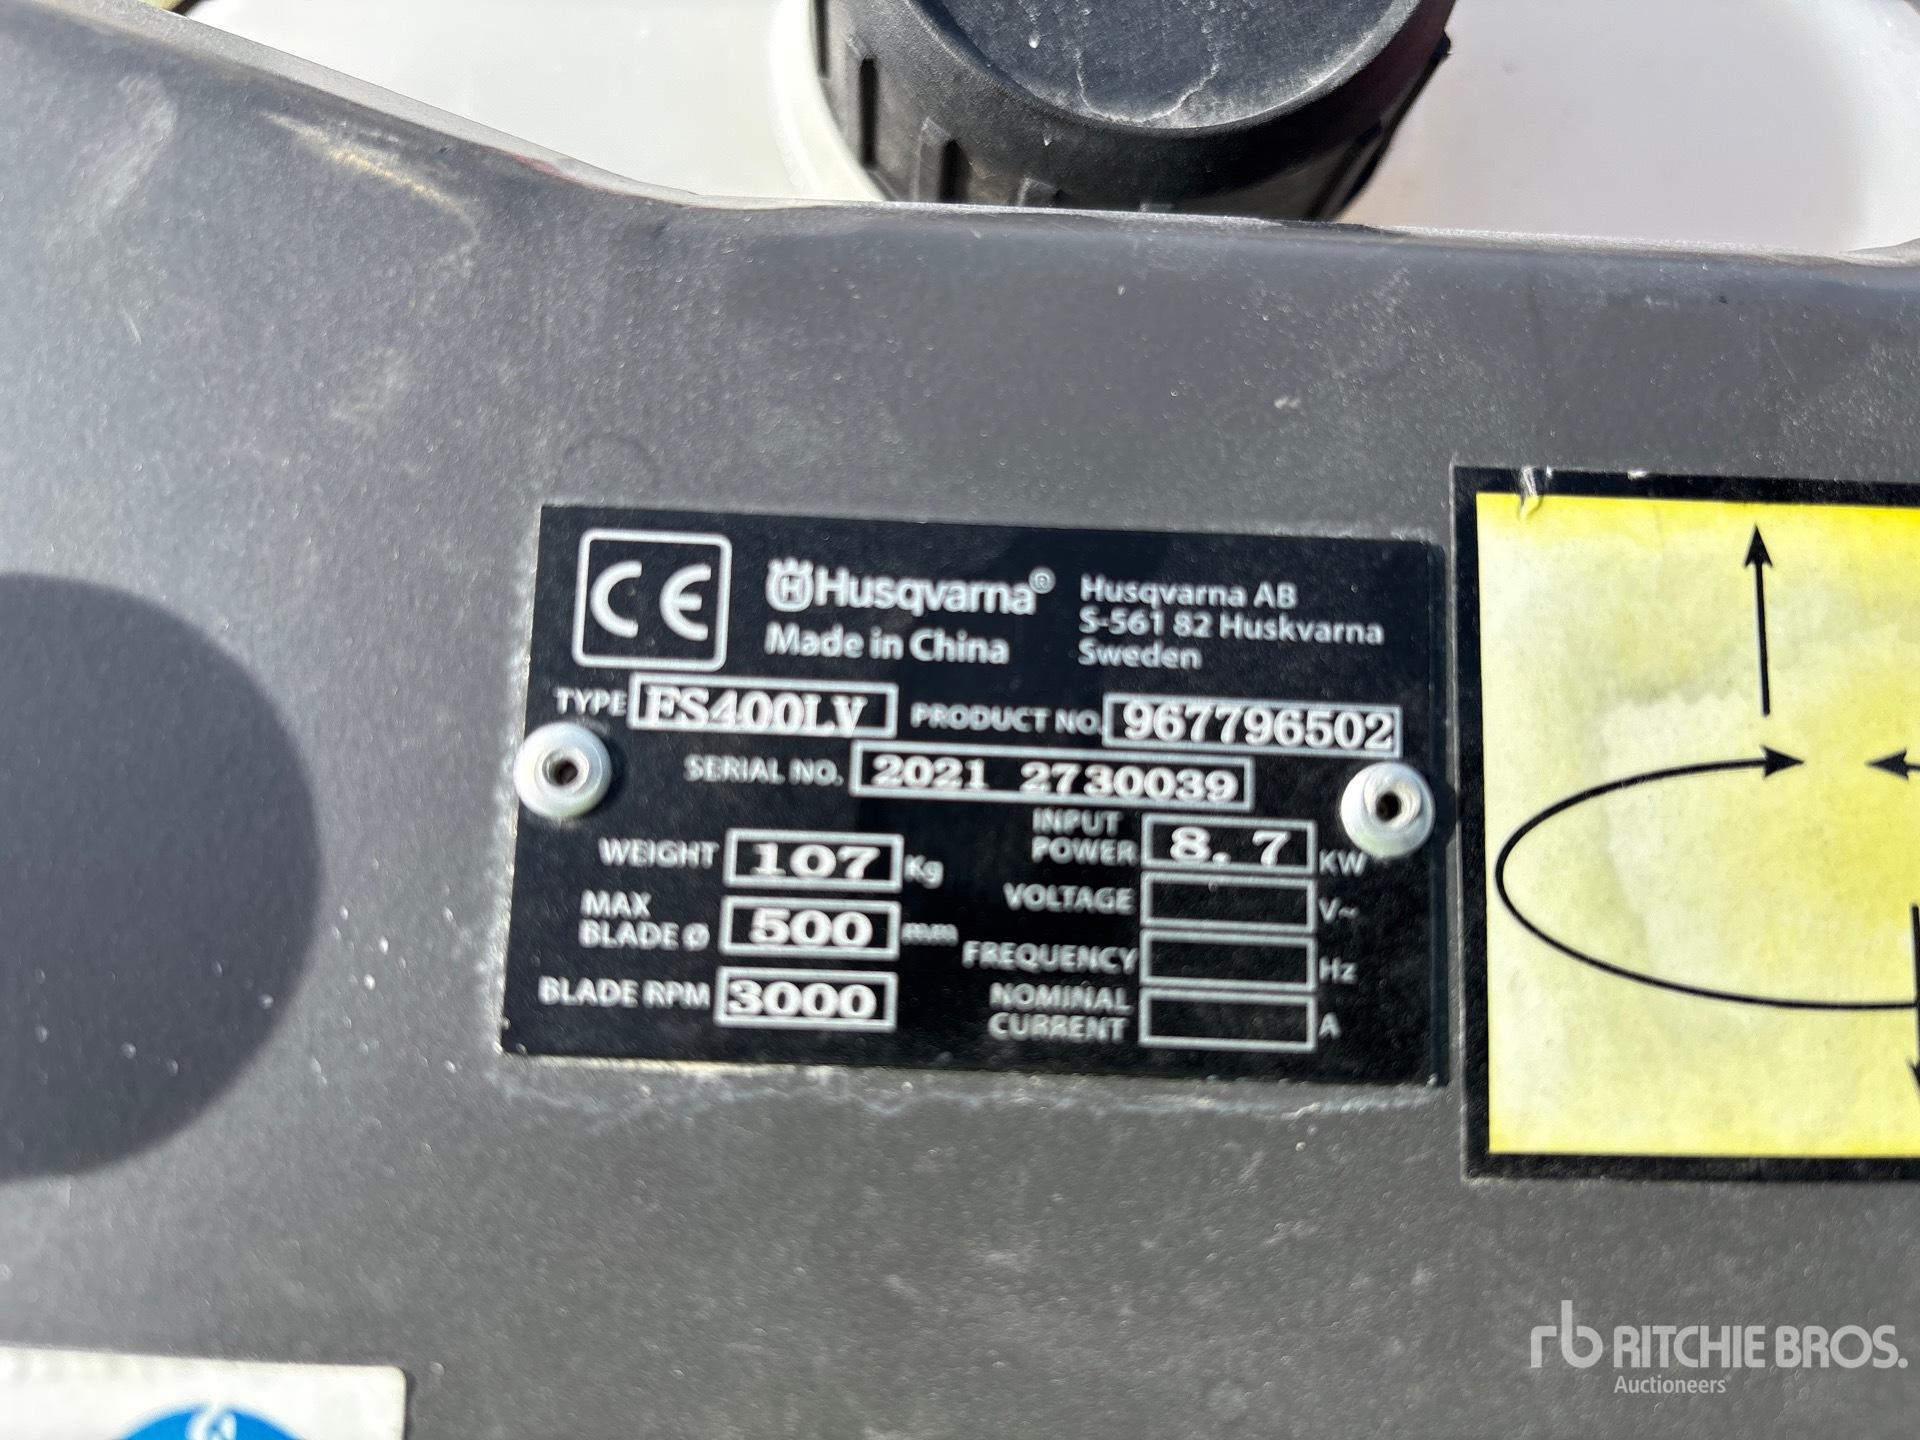 CE
Husqvarna®
Made in China
Husqvarna AB
S-561 82 Huskvarna
Sweden
TYPE FS400LV PRODUCT NO. 967796502
SERIAL NO. 2021 2730039
WEIGHT 107 Kg
MAX
BLADE Ø 500 mm
BLADE RPM 3000
INPUT
POWER 8.7 KW
VOLTAGE V~
FREQUENCY Hz
NOMINAL
CURRENT A
rb RITCHIE BROS.
Auctioneers